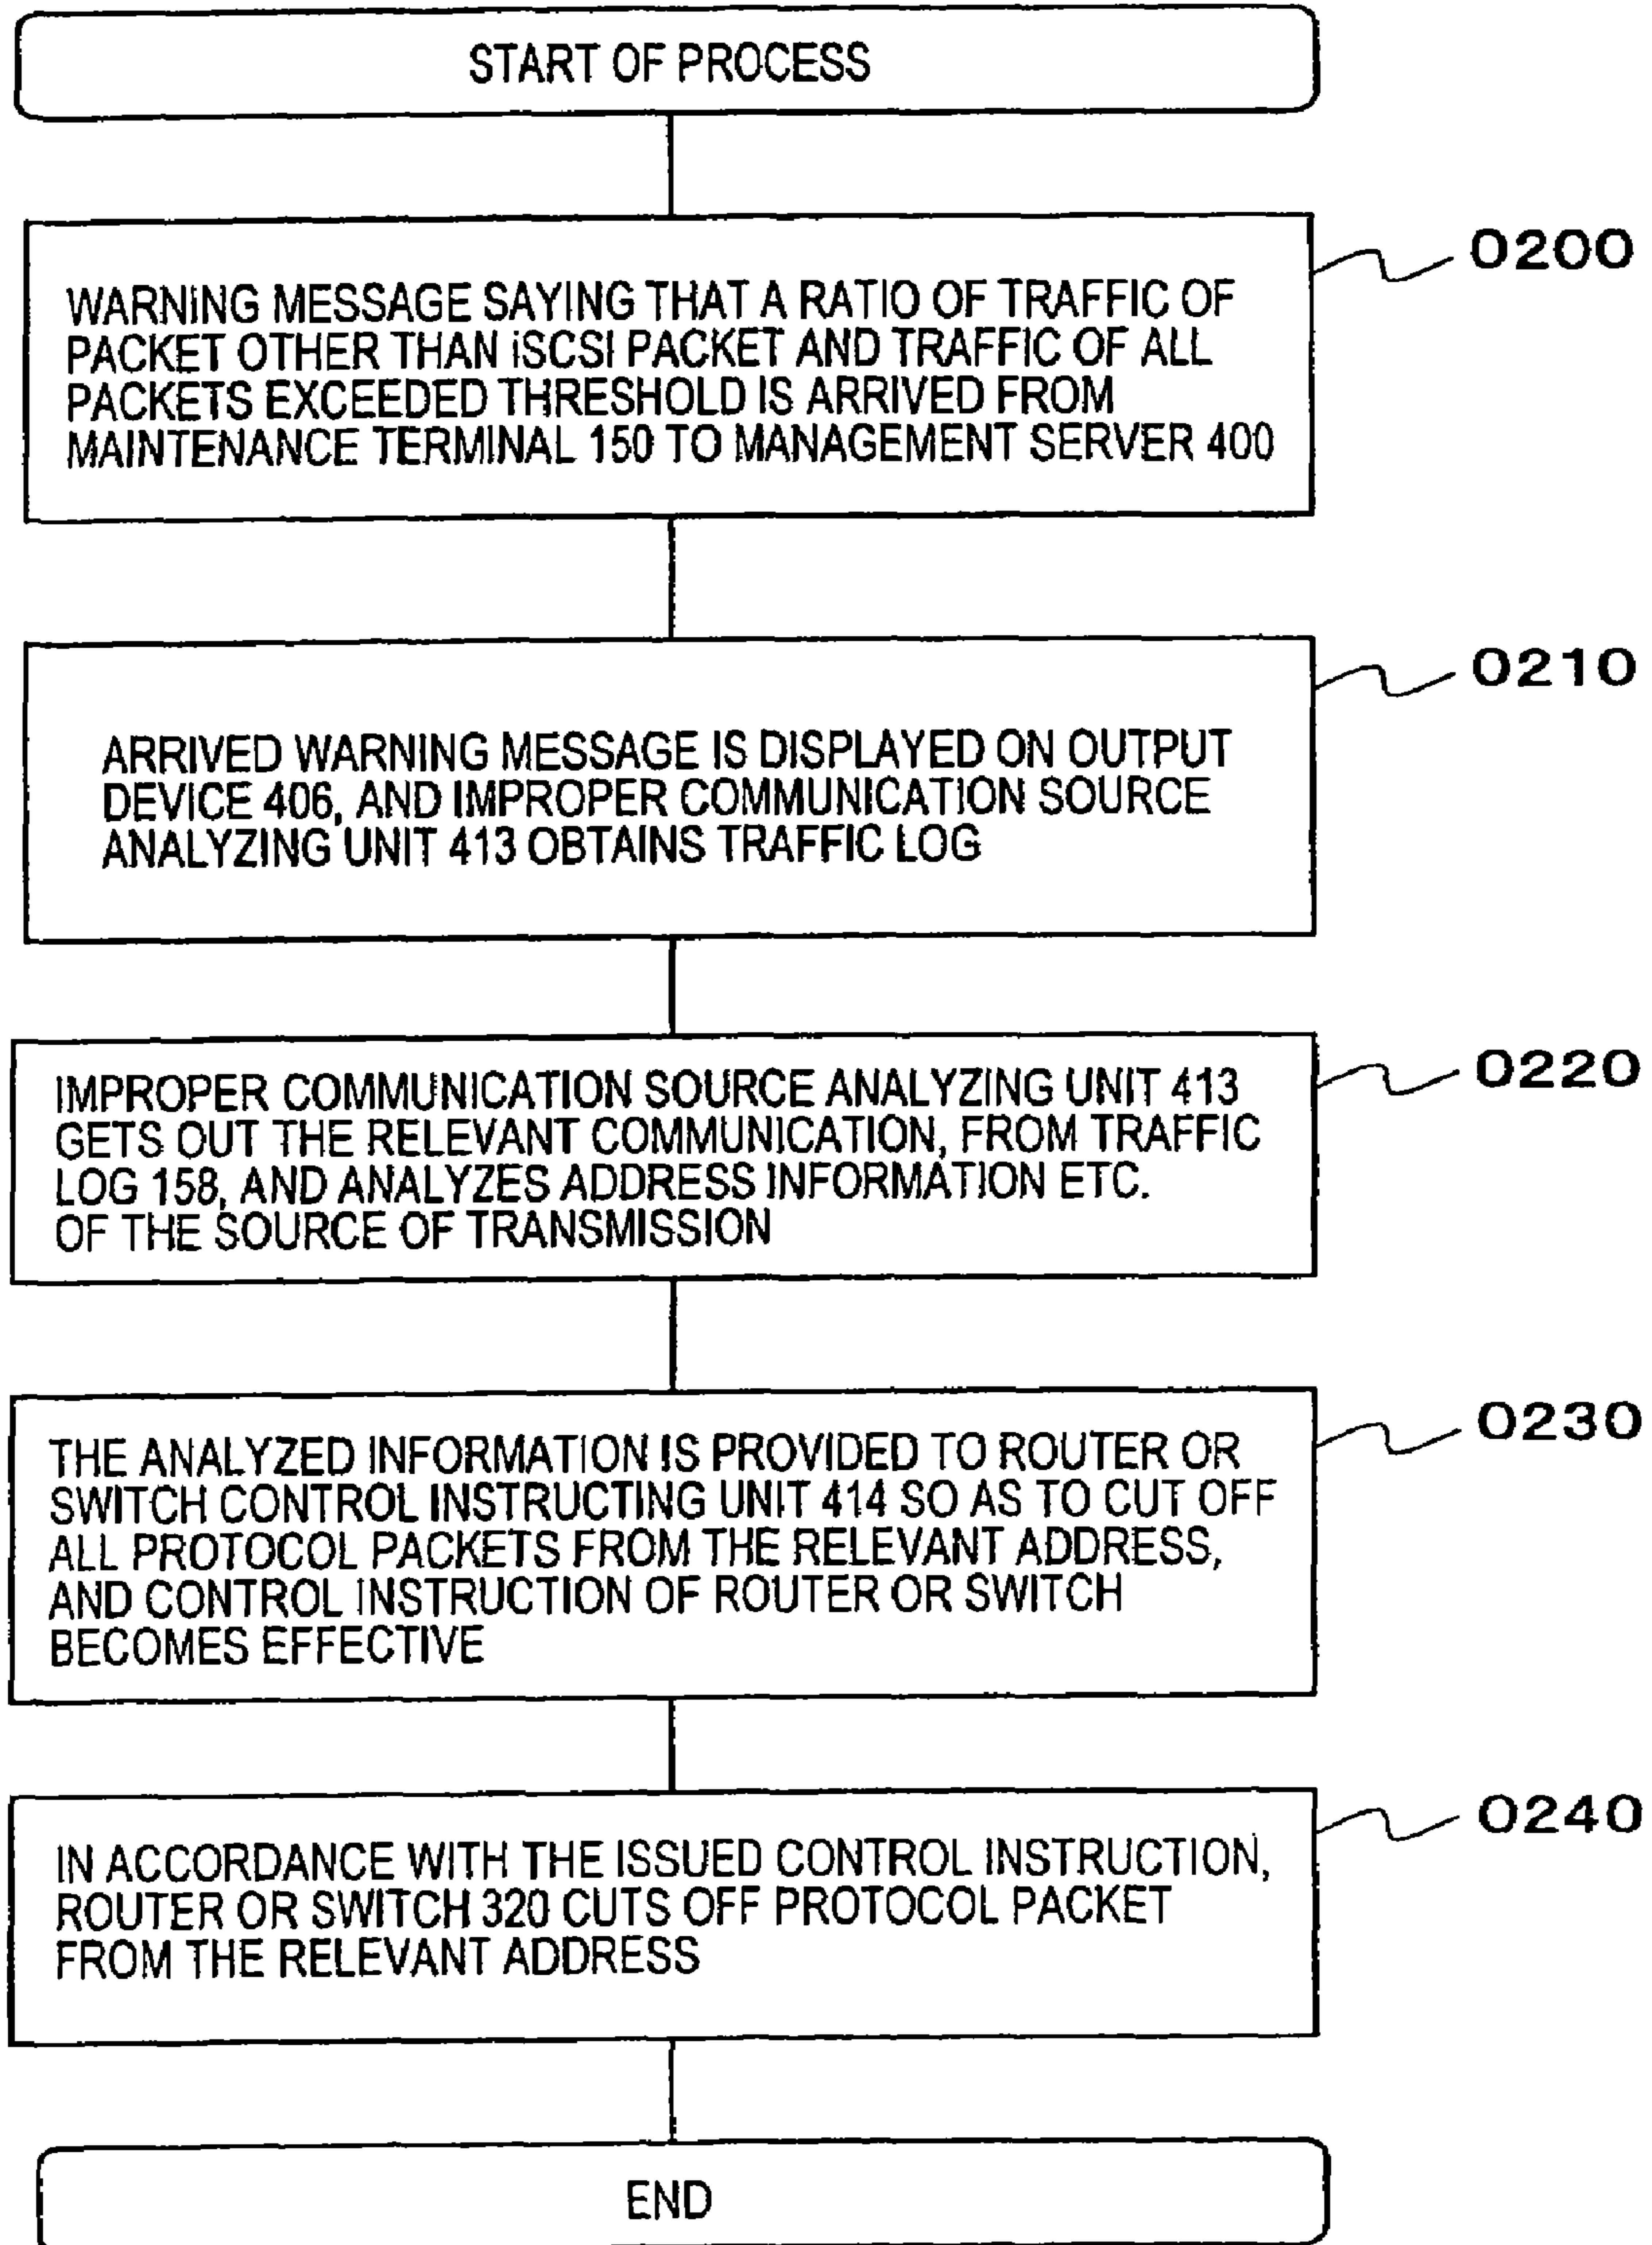 START OF PROCESS
0200
WARNING MESSAGE SAYING THAT A RATIO OF TRAFFIC OF
PACKET OTHER THAN iSCSI PACKET AND TRAFFIC OF ALL
PACKETS EXCEEDED THRESHOLD IS ARRIVED FROM
MAINTENANCE TERMINAL 150 TO MANAGEMENT SERVER 400
0210
ARRIVED WARNING MESSAGE IS DISPLAYED ON OUTPUT
DEVICE 406, AND IMPROPER COMMUNICATION SOURCE
ANALYZING UNIT 413 OBTAINS TRAFFIC LOG
0220
IMPROPER COMMUNICATION SOURCE ANALYZING UNIT 413
GETS OUT THE RELEVANT COMMUNICATION, FROM TRAFFIC
LOG 158, AND ANALYZES ADDRESS INFORMATION ETC.
OF THE SOURCE OF TRANSMISSION
0230
THE ANALYZED INFORMATION IS PROVIDED TO ROUTER OR
SWITCH CONTROL INSTRUCTING UNIT 414 SO AS TO CUT OFF
ALL PROTOCOL PACKETS FROM THE RELEVANT ADDRESS,
AND CONTROL INSTRUCTION OF ROUTER OR SWITCH
BECOMES EFFECTIVE
0240
IN ACCORDANCE WITH THE ISSUED CONTROL INSTRUCTION,
ROUTER OR SWITCH 320 CUTS OFF PROTOCOL PACKET
FROM THE RELEVANT ADDRESS
END